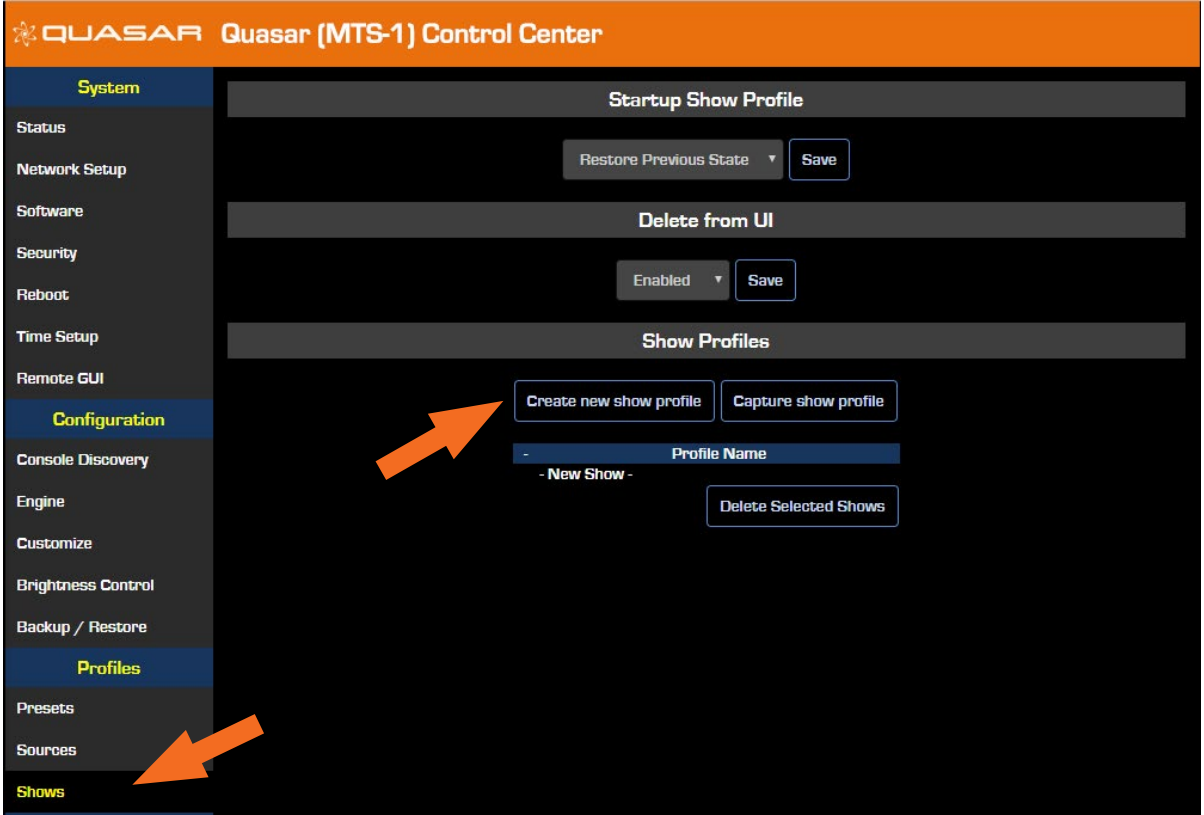 QUASAR Quasar (MTS-1) Control Center
System
Status
Network Setup
Software
Security
Reboot
Time Setup
Remote GUI
Configuration
Console Discovery
Engine
Customize
Brightness Control
Backup / Restore
Profiles
Presets
Sources
Shows
Startup Show Profile
Restore Previous State Save
Delete from UI
Enabled Save
Show Profiles
Create new show profile Capture show profile
- Profile Name
- New Show -
Delete Selected Shows